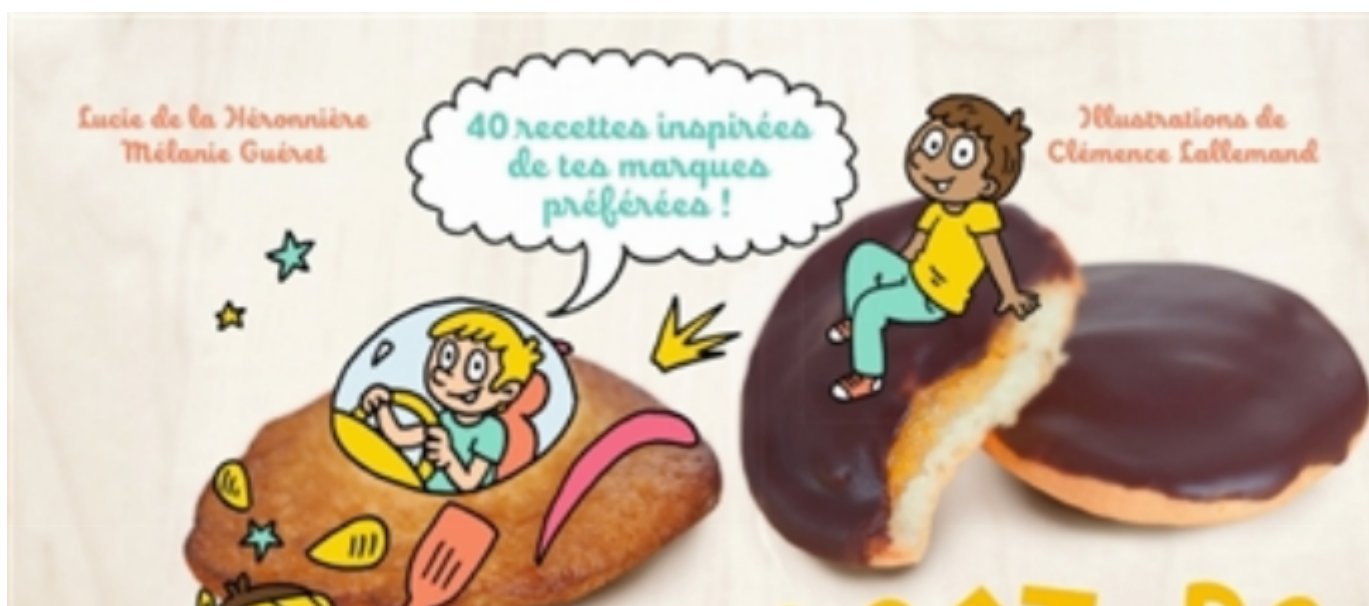 Lucie de la Héronnière
Mélanie Guéret
40 recettes inspirées
de tes marques
préférées !
Illustrations de
Clémence Lallemand